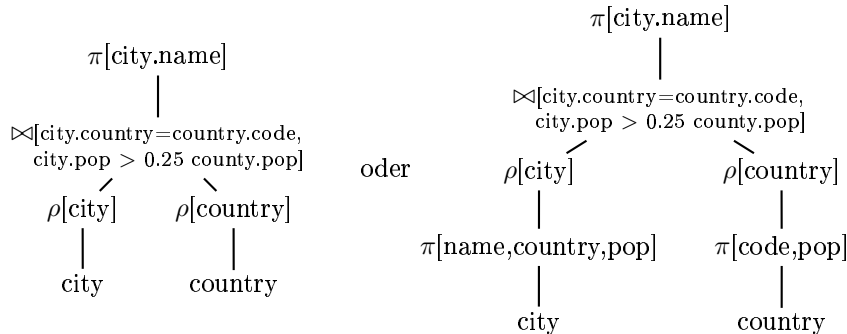 π[city.name]
⋈[city.country=country.code,
city.pop > 0.25 county.pop]
ρ[city] ρ[country]
city country
oder
π[city.name]
⋈[city.country=country.code,
city.pop > 0.25 county.pop]
ρ[city] ρ[country]
π[name,country,pop] π[code,pop]
city country